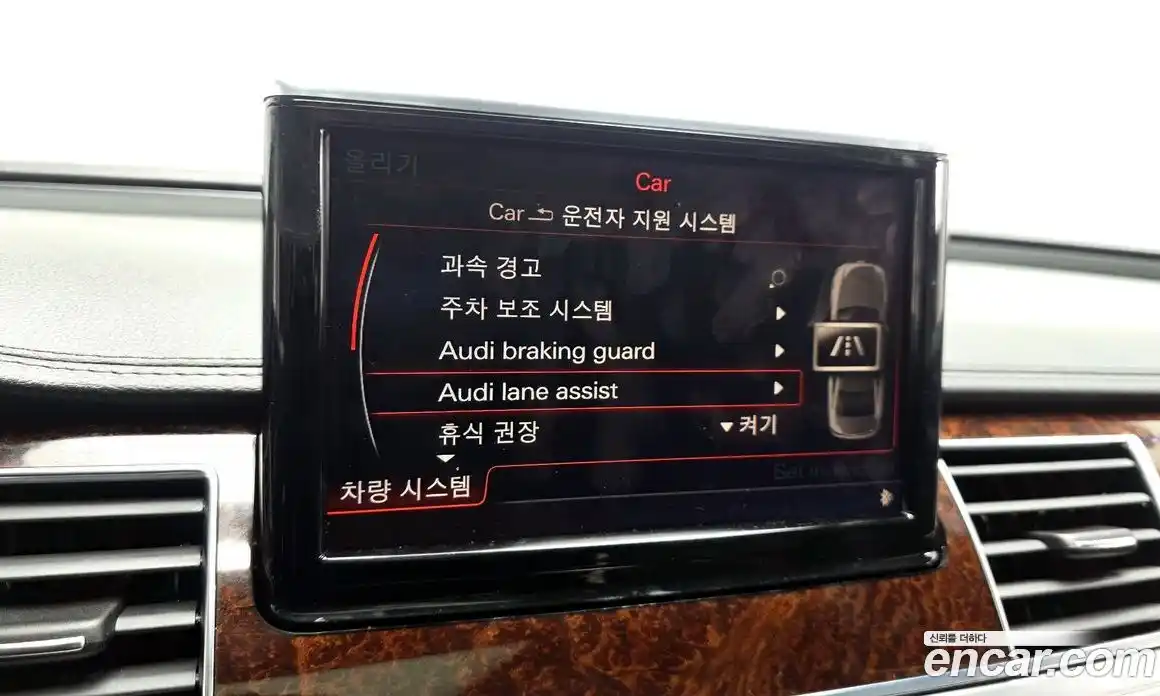 올리기
Car
Car 운전자 지원 시스템
과속 경고
주차 보조 시스템
Audi braking guard
Audi lane assist
휴식 권장
켜기
차량 시스템
신뢰를 더하다
encar.com